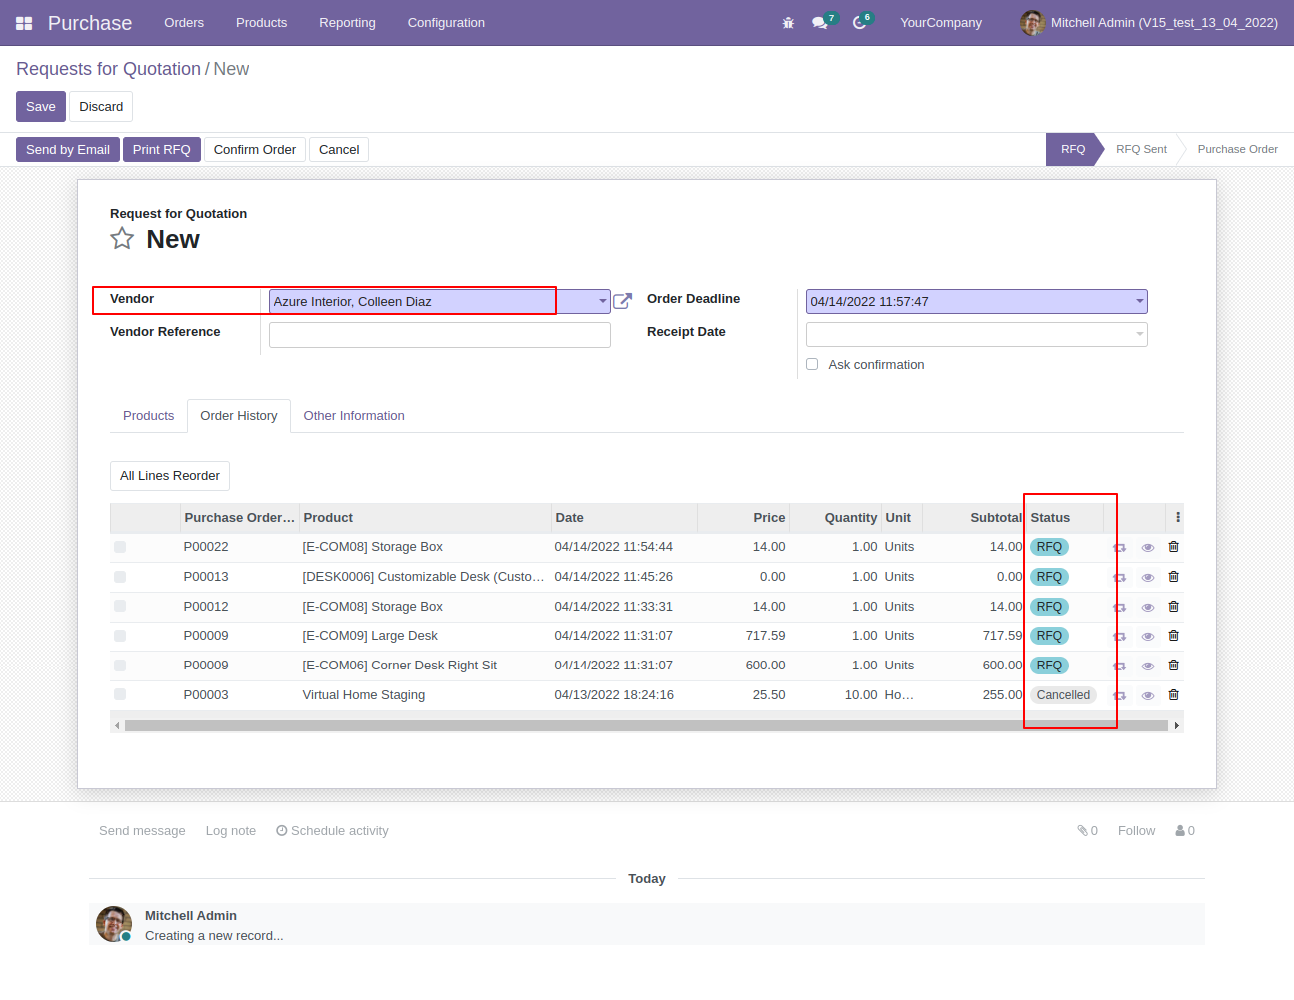 Purchase Orders Products Reporting Configuration 7 6 YourCompany Mitchell Admin (V15_test_13_04_2022)
Requests for Quotation / New
Save Discard
Send by Email Print RFQ Confirm Order Cancel RFQ RFQ Sent Purchase Order
Request for Quotation
New
Vendor Azure Interior, Colleen Diaz Order Deadline 04/14/2022 11:57:47
Vendor Reference Receipt Date
Ask confirmation
Products Order History Other Information
All Lines Reorder
Purchase Order... Product Date Price Quantity Unit Subtotal Status
P00022 [E-COM08] Storage Box 04/14/2022 11:54:44 14.00 1.00 Units 14.00 RFQ
P00013 [DESK0006] Customizable Desk (Custo... 04/14/2022 11:45:26 0.00 1.00 Units 0.00 RFQ
P00012 [E-COM08] Storage Box 04/14/2022 11:33:31 14.00 1.00 Units 14.00 RFQ
P00009 [E-COM09] Large Desk 04/14/2022 11:31:07 717.59 1.00 Units 717.59 RFQ
P00009 [E-COM06] Corner Desk Right Sit 04/14/2022 11:31:07 600.00 1.00 Units 600.00 RFQ
P00003 Virtual Home Staging 04/13/2022 18:24:16 25.50 10.00 Ho... 255.00 Cancelled
Send message Log note Schedule activity 0 Follow 0
Today
Mitchell Admin
Creating a new record...